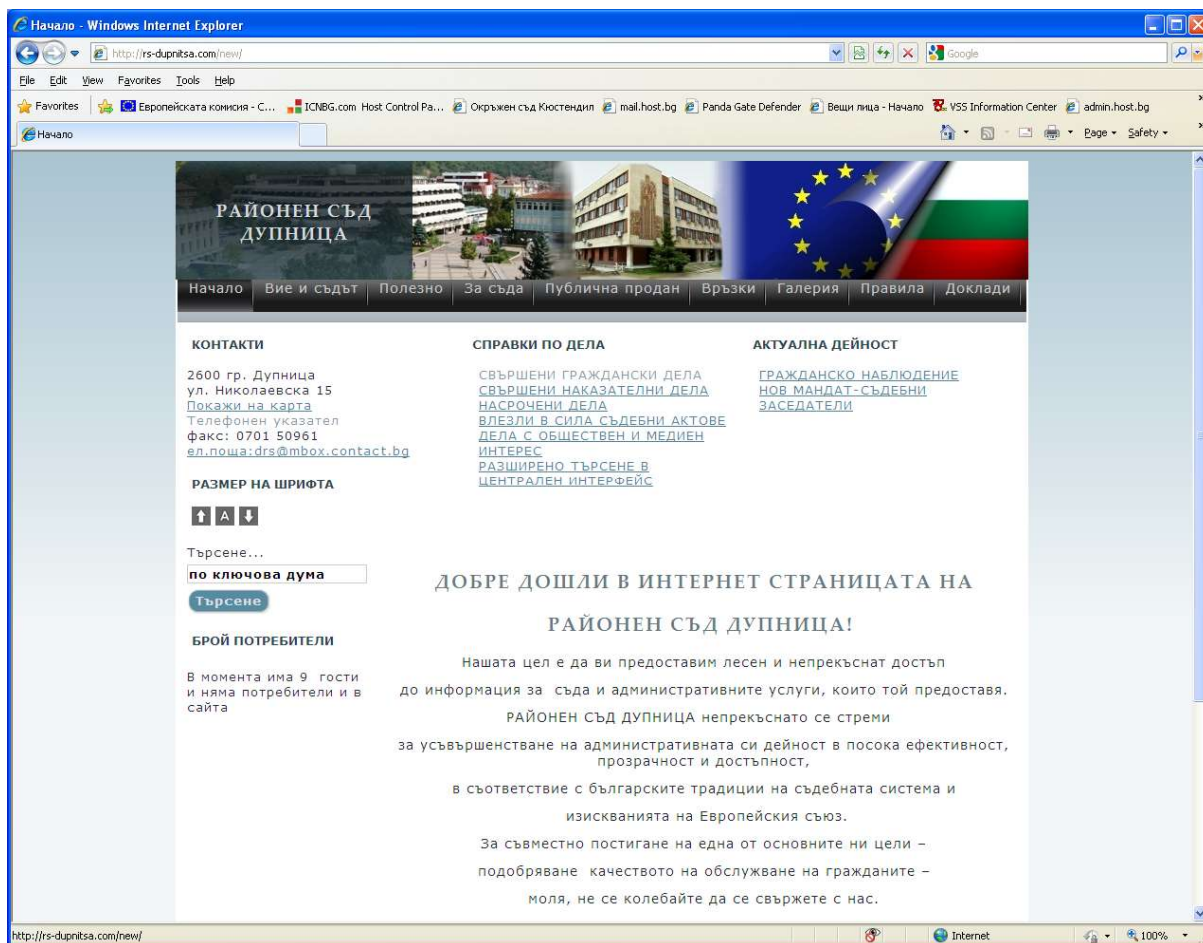 Начало - Windows Internet Explorer
http://rs-dupnitsa.com/new/
Google
File Edit View Favorites Tools Help
Favorites Европейската комисия - С... ICNBG.com Host Control Pa... Окръжен съд Кюстендил mail.host.bg Panda Gate Defender Вещи лица - Начало VSS Information Center admin.host.bg
Начало
Page Safety
РАЙОНЕН СЪД
ДУПНИЦА
Начало Вие и съдът Полезно За съда Публична продан Връзки Галерия Правила Доклади
КОНТАКТИ
2600 гр. Дупница
ул. Николаевска 15
Покажи на карта
Телефонен указател
факс: 0701 50961
ел.поща:drs@mbox.contact.bg
РАЗМЕР НА ШРИФТА
A
Търсене...
по ключова дума
Търсене
БРОЙ ПОТРЕБИТЕЛИ
В момента има 9 гости
и няма потребители и в
сайта
СПРАВКИ ПО ДЕЛА
СВЪРШЕНИ ГРАЖДАНСКИ ДЕЛА
СВЪРШЕНИ НАКАЗАТЕЛНИ ДЕЛА
НАСРОЧЕНИ ДЕЛА
ВЛЕЗЛИ В СИЛА СЪДЕБНИ АКТОВЕ
ДЕЛА С ОБЩЕСТВЕН И МЕДИЕН
ИНТЕРЕС
РАЗШИРЕНО ТЪРСЕНЕ В
ЦЕНТРАЛЕН ИНТЕРФЕЙС
АКТУАЛНА ДЕЙНОСТ
ГРАЖДАНСКО НАБЛЮДЕНИЕ
НОВ МАНДАТ-СЪДЕБНИ
ЗАСЕДАТЕЛИ
ДОБРЕ ДОШЛИ В ИНТЕРНЕТ СТРАНИЦАТА НА
РАЙОНЕН СЪД ДУПНИЦА!
Нашата цел е да ви предоставим лесен и непрекъснат достъп
до информация за съда и административните услуги, които той предоставя.
РАЙОНЕН СЪД ДУПНИЦА непрекъснато се стреми
за усъвършенстване на административната си дейност в посока ефективност,
прозрачност и достъпност,
в съответствие с българските традиции на съдебната система и
изискванията на Европейския съюз.
За съвместно постигане на една от основните ни цели –
подобряване качеството на обслужване на гражданите –
моля, не се колебайте да се свържете с нас.
http://rs-dupnitsa.com/new/
Internet
100%